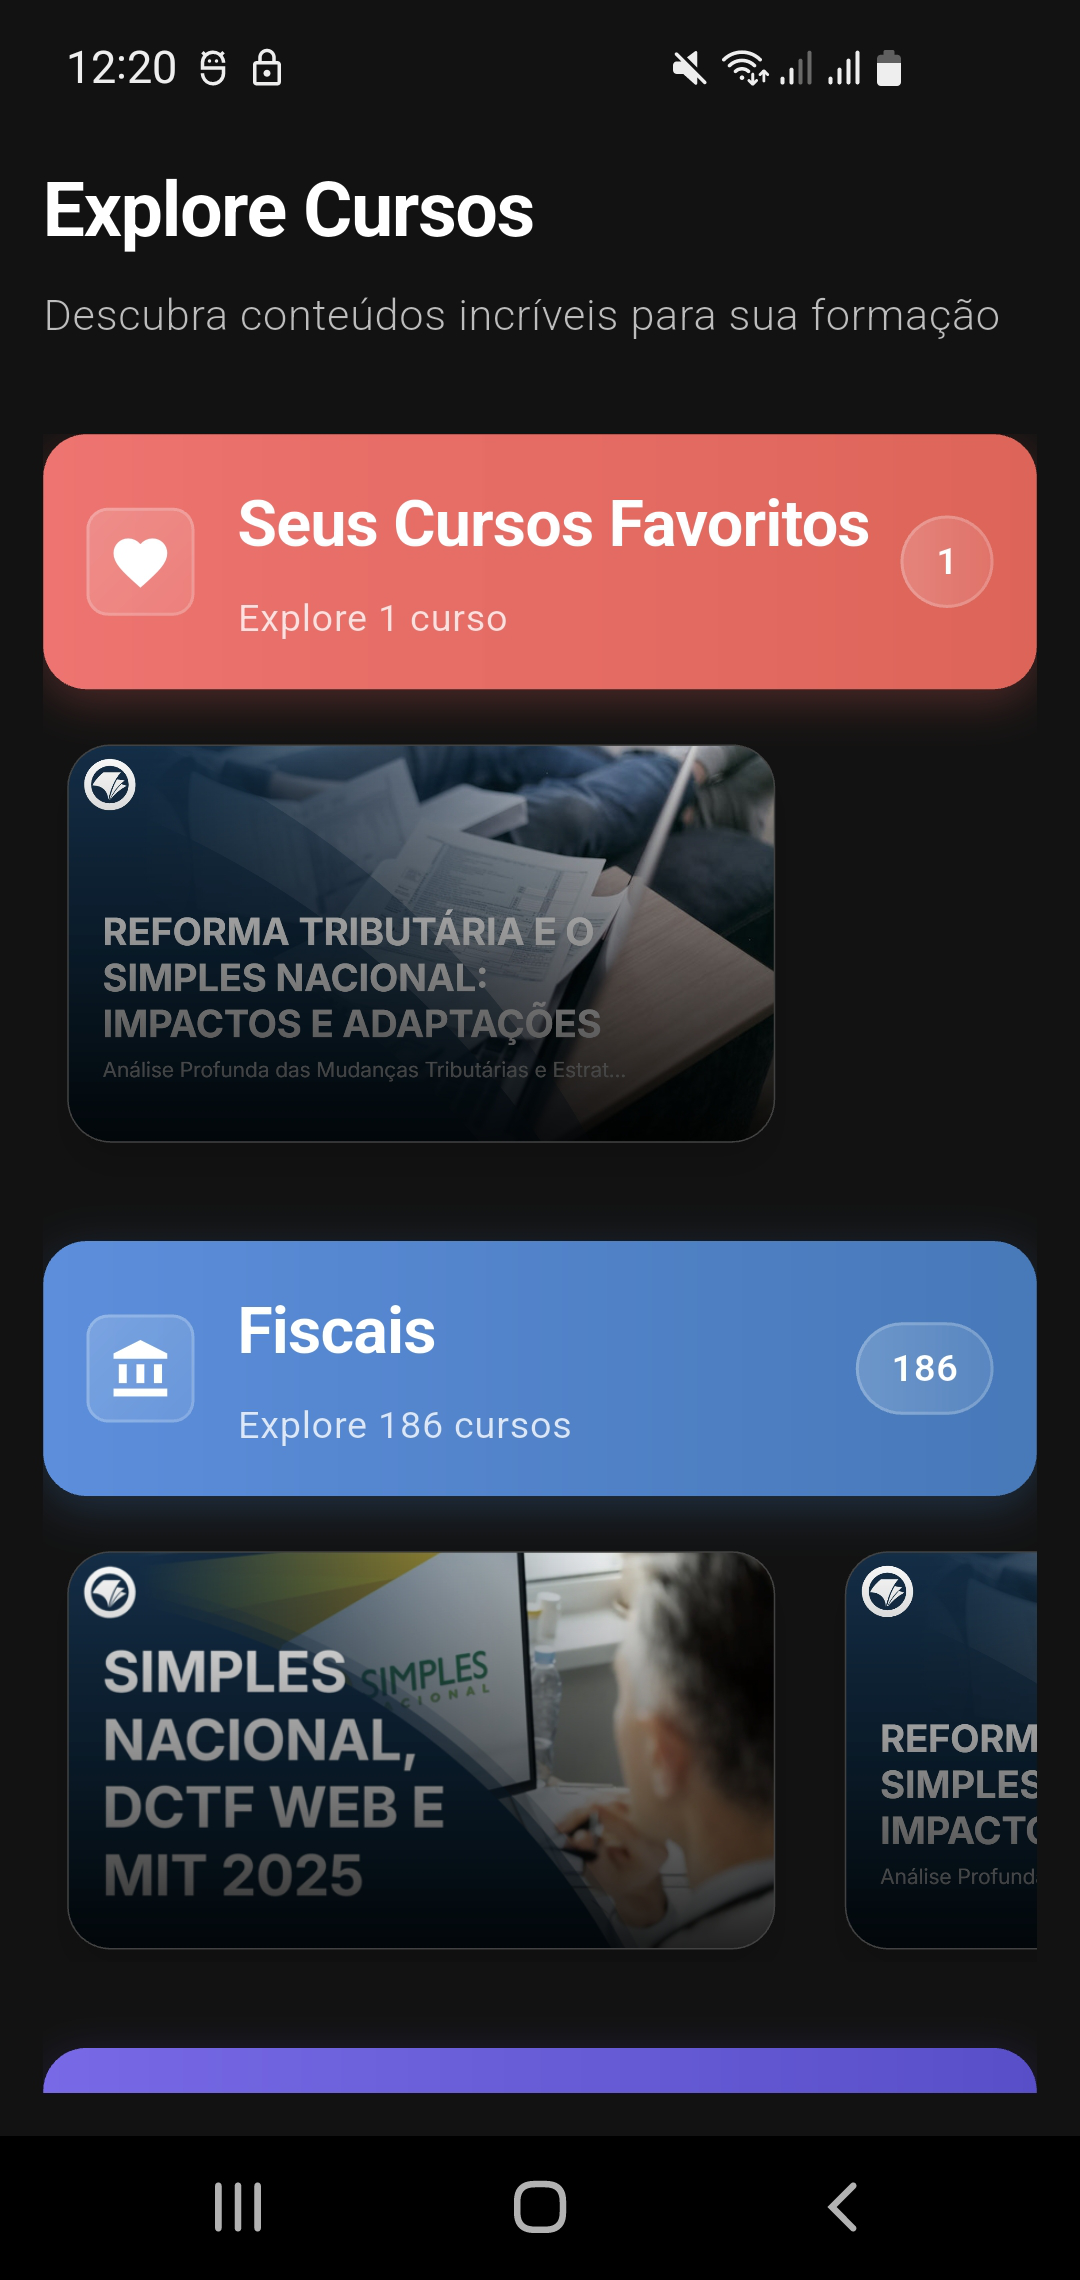 12:20
Explore Cursos
Descubra conteúdos incríveis para sua formação
Seus Cursos Favoritos
1
Explore 1 curso
REFORMA TRIBUTÁRIA E O
SIMPLES NACIONAL:
IMPACTOS E ADAPTAÇÕES
Análise Profunda das Mudanças Tributárias e Estrat...
Fiscais
186
Explore 186 cursos
SIMPLES
NACIONAL,
DCTF WEB E
MIT 2025
SIMPLES
NACIONAL
REFORM
SIMPLES
IMPACTO
Análise Profund